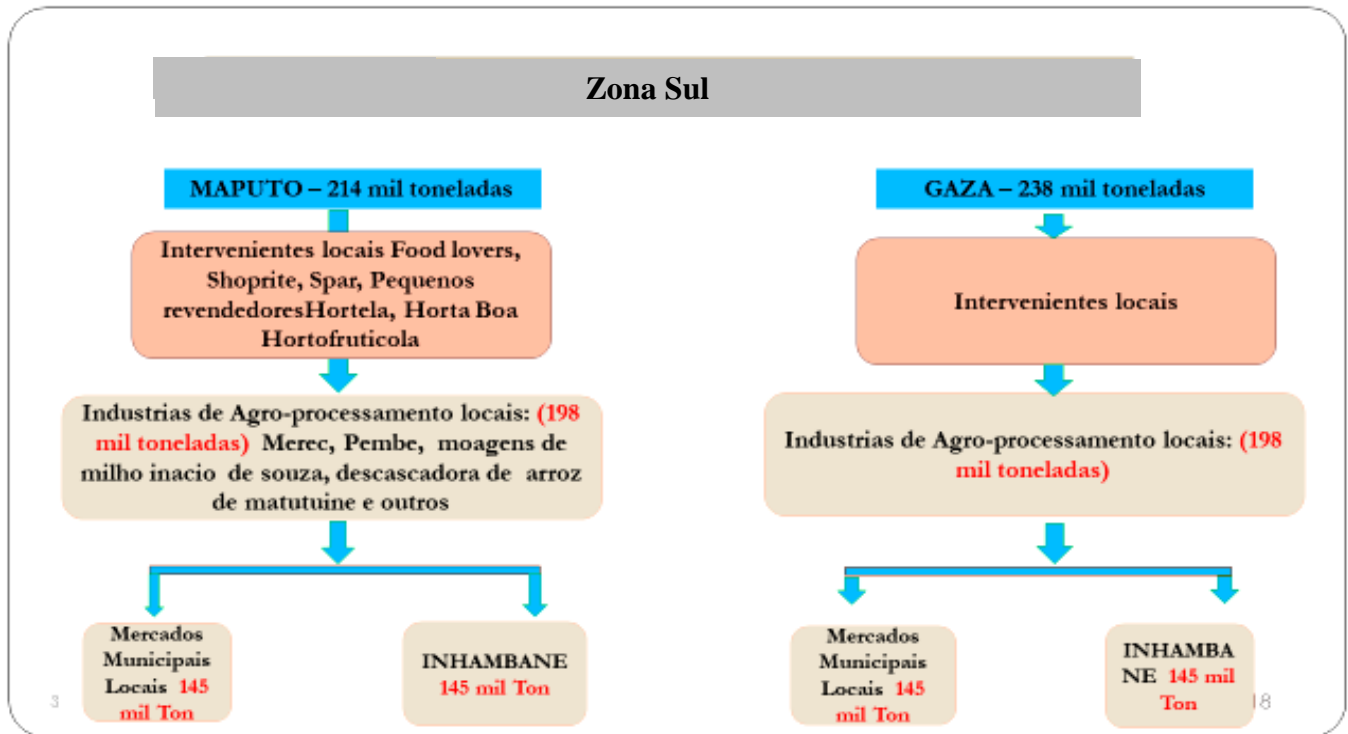 Zona Sul
MAPUTO – 214 mil toneladas
Intervenientes locais Food lovers,
Shoprite, Spar, Pequenos
revendedoresHortela, Horta Boa
Hortofruticola
Industrias de Agro-processamento locais: (198
mil toneladas) Merec, Pembe, moagens de
milho inacio de souza, descascadora de arroz
de matutuine e outros
Mercados
Municipais
Locais 145
mil Ton
INHAMBANE
145 mil Ton
GAZA – 238 mil toneladas
Intervenientes locais
Industrias de Agro-processamento locais: (198
mil toneladas)
Mercados
Municipais
Locais 145
mil Ton
INHAMBA
NE 145 mil
Ton
3
18